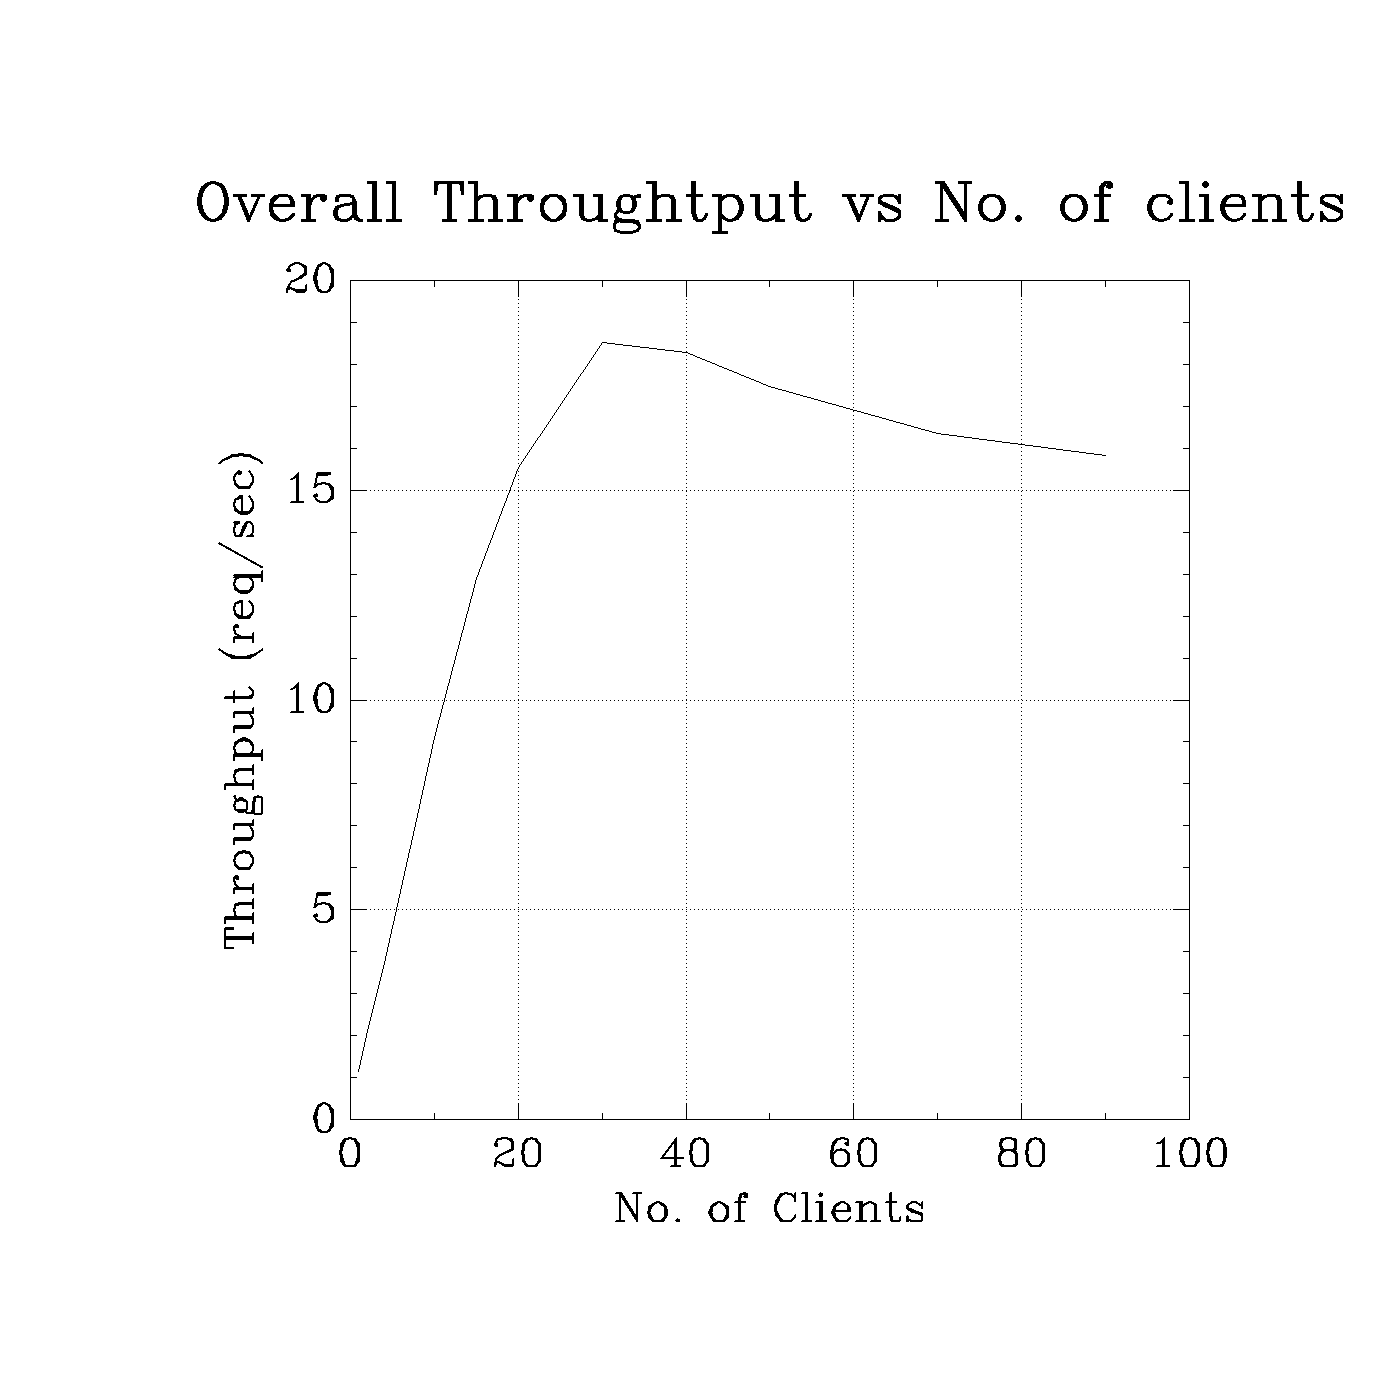 Overall Throughtput vs No. of clients
20
15
10
5
0
Throughput (req/sec)
0 20 40 60 80 100
No. of Clients